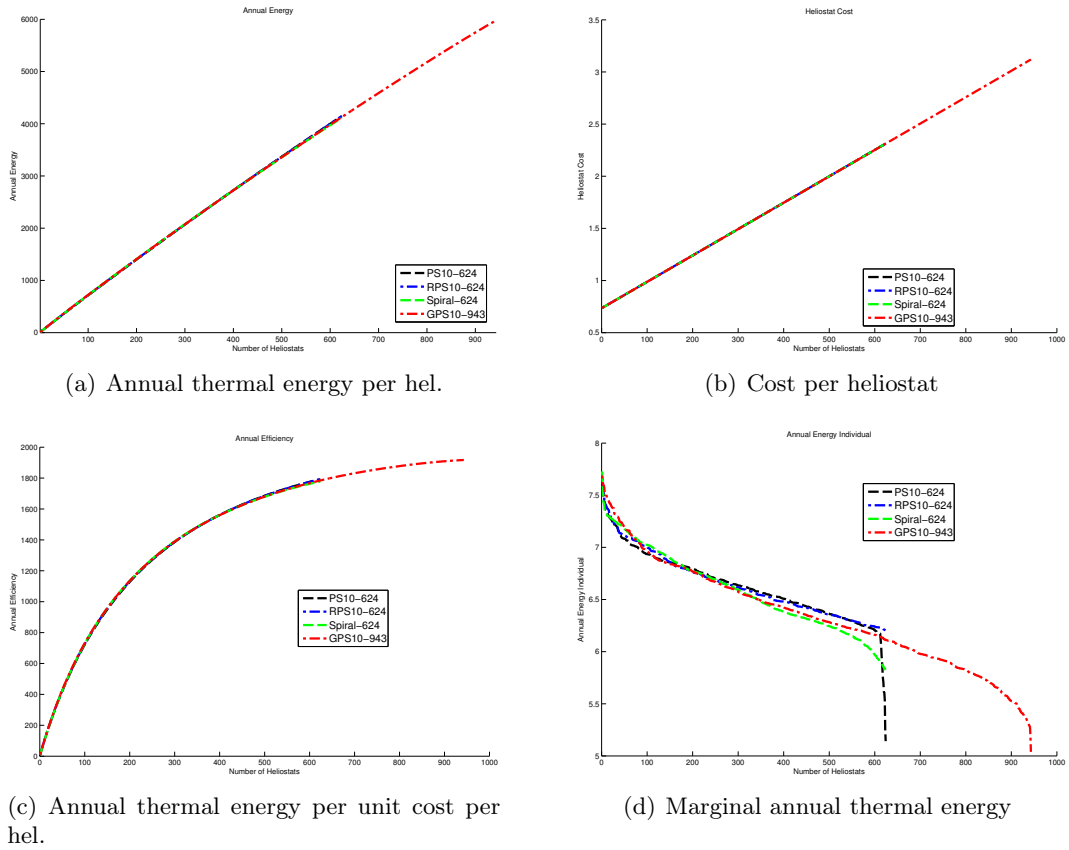 Annual Energy
6000
5000
4000
3000
2000
1000
0
Annual Energy
PS10-624
RPS10-624
Spiral-624
GPS10-943
100 200 300 400 500 600 700 800 900
Number of Heliostats
(a) Annual thermal energy per hel.
Heliostat Cost
3.5
3
2.5
2
1.5
1
0.5
Heliostat Cost
PS10-624
RPS10-624
Spiral-624
GPS10-943
0 100 200 300 400 500 600 700 800 900 1000
Number of Heliostats
(b) Cost per heliostat
Annual Efficiency
2000
1800
1600
1400
1200
1000
800
600
400
200
0
Annual Efficiency
PS10-624
RPS10-624
Spiral-624
GPS10-943
0 100 200 300 400 500 600 700 800 900 1000
Number of Heliostats
(c) Annual thermal energy per unit cost per
hel.
Annual Energy Individual
8
7.5
7
6.5
6
5.5
5
Annual Energy Individual
PS10-624
RPS10-624
Spiral-624
GPS10-943
0 100 200 300 400 500 600 700 800 900 1000
Number of Heliostats
(d) Marginal annual thermal energy